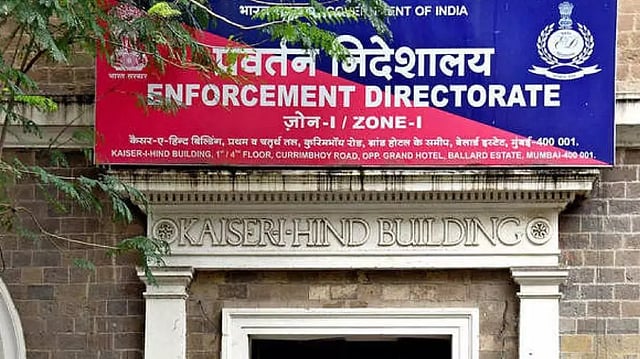 भारत सरकार, GOVERNMENT OF INDIA
प्रवर्तन निदेशालय
ENFORCEMENT DIRECTORATE
ज़ोन-I / ZONE-I
कैसर-ए-हिन्द बिल्डिंग, प्रथम व चतुर्थ तल, कुरिमभॉय रोड, ग्रांड होटल के समीप, बेलार्ड इस्टेट, मुंबई-400 001.
KAISER-I-HIND BUILDING, 1st/ 4th FLOOR, CURRIMBHOY ROAD, OPP. GRAND HOTEL, BALLARD ESTATE, MUMBAI-400 001.
KAISER·I·HIND BUILDING